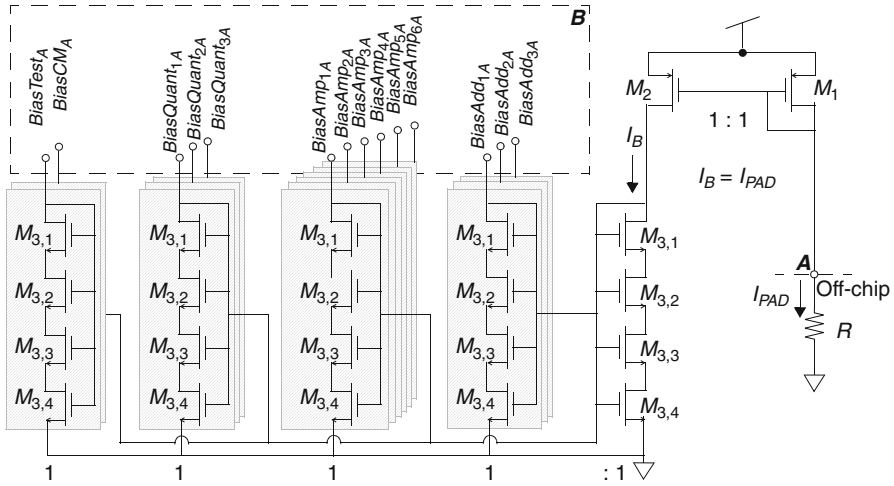 B
BiasTest_A
BiasCM_A
BiasQuant_1A
BiasQuant_2A
BiasQuant_3A
BiasAmp_1A
BiasAmp_2A
BiasAmp_3A
BiasAmp_4A
BiasAmp_5A
BiasAmp_6A
BiasAdd_1A
BiasAdd_2A
BiasAdd_3A
M_2
M_1
1 : 1
I_B
I_B = I_PAD
M_3,1
M_3,2
M_3,3
M_3,4
M_3,1
M_3,2
M_3,3
M_3,4
M_3,1
M_3,2
M_3,3
M_3,4
M_3,1
M_3,2
M_3,3
M_3,4
M_3,1
M_3,2
M_3,3
M_3,4
A
Off-chip
I_PAD
R
1
1
1
1
: 1